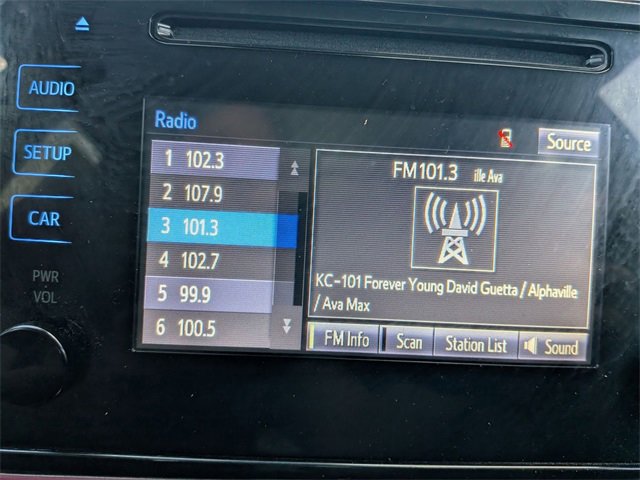 AUDIO
SETUP
CAR
PWR
VOL
Radio
Source
1 102.3
2 107.9
3 101.3
4 102.7
5 99.9
6 100.5
FM101.3 ille Ava
KC-101 Forever Young David Guetta / Alphaville
/ Ava Max
FM Info
Scan
Station List
Sound